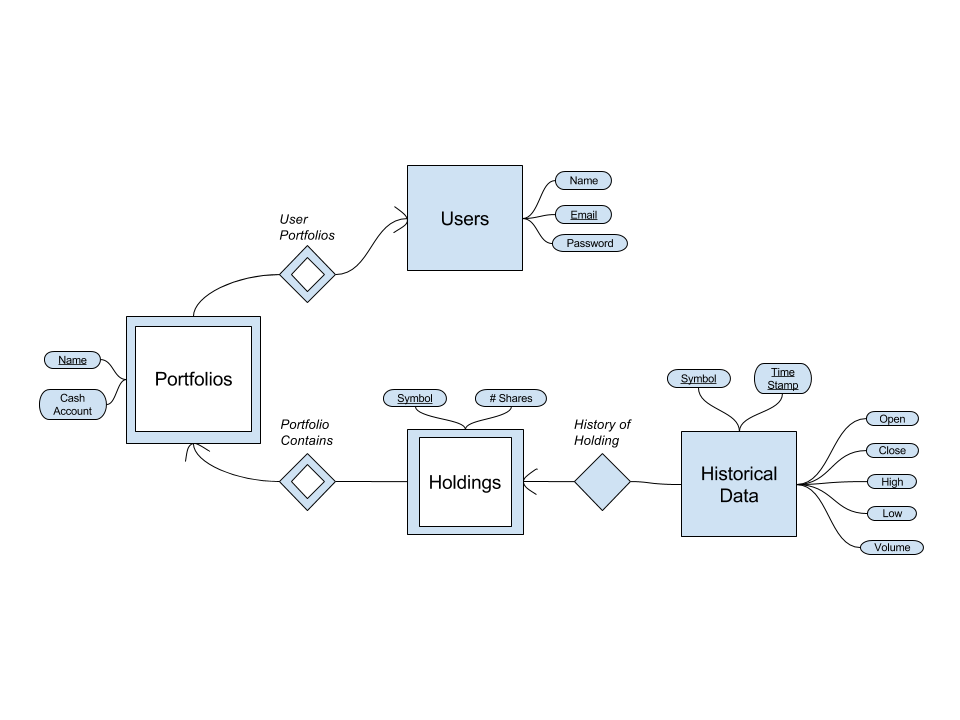 Users
Name
Email
Password
User
Portfolios
Portfolios
Name
Cash
Account
Portfolio
Contains
Symbol
# Shares
Holdings
History of
Holding
Symbol
Time
Stamp
Historical
Data
Open
Close
High
Low
Volume